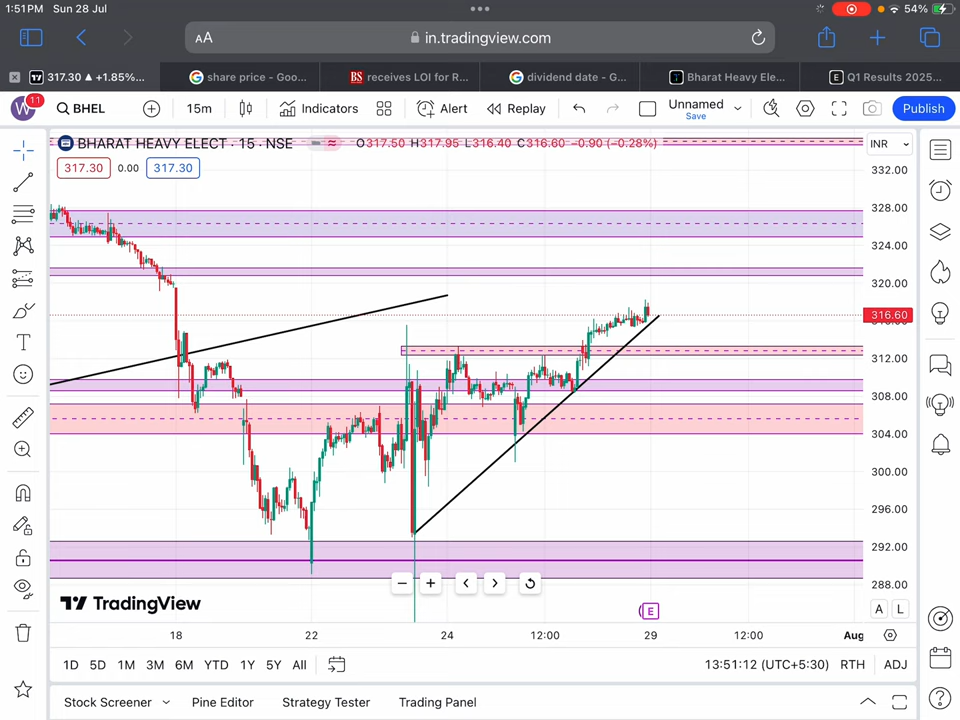 1:51 PM Sun 28 Jul
54%
AA
in.tradingview.com
317.30 ▲ +1.85%...
share price - Goo...
BS receives LOI for R...
dividend date - G...
Bharat Heavy Ele...
E Q1 Results 2025...
W 11
BHEL
15m
Indicators
Alert
Replay
Unnamed
Save
Publish
BHARAT HEAVY ELECT · 15 · NSE O317.50 H317.95 L316.40 C316.60 −0.90 (−0.28%)
INR
317.30 0.00 317.30
332.00
328.00
324.00
320.00
316.60
312.00
308.00
304.00
300.00
296.00
292.00
288.00
TradingView
E
A L
18 22 24 12:00 29 12:00 Aug
1D 5D 1M 3M 6M YTD 1Y 5Y All
13:51:12 (UTC+5:30) RTH ADJ
Stock Screener Pine Editor Strategy Tester Trading Panel